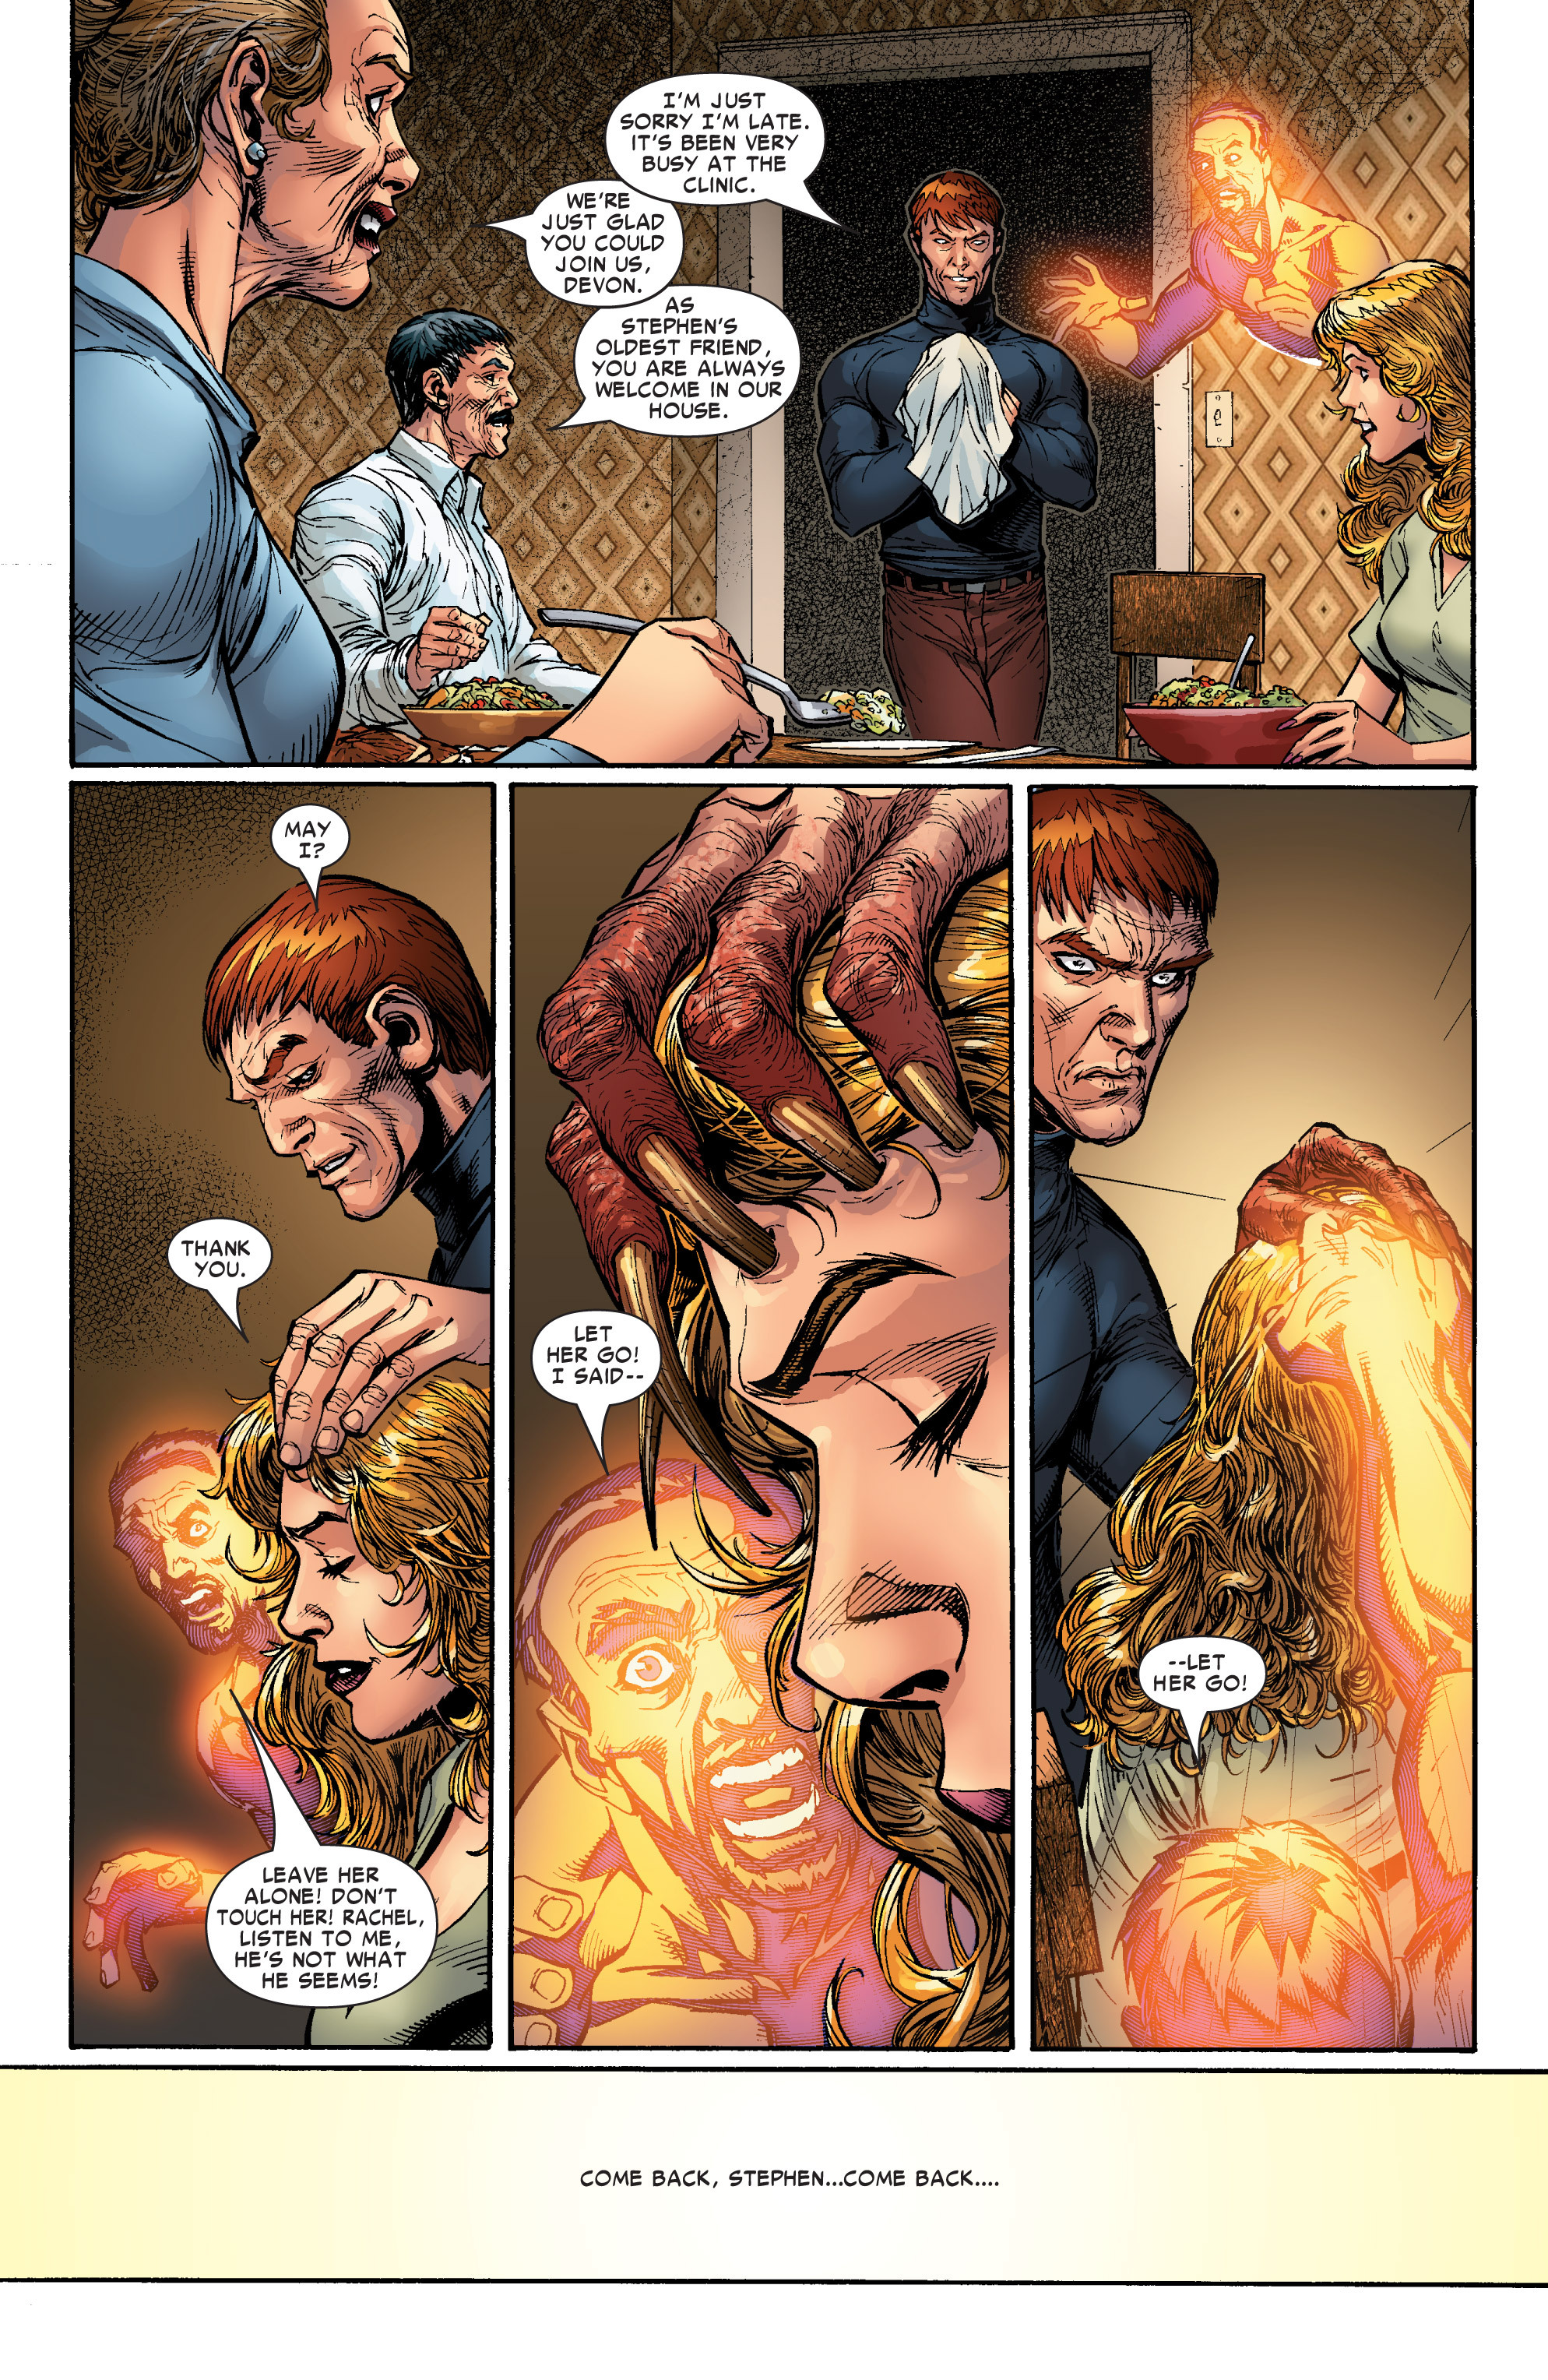 I'M JUST
SORRY I'M LATE.
IT'S BEEN VERY
BUSY AT THE
CLINIC.
WE'RE
JUST GLAD
YOU COULD
JOIN US,
DEVON.
AS
STEPHEN'S
OLDEST FRIEND,
YOU ARE ALWAYS
WELCOME IN OUR
HOUSE.
MAY
I?
THANK
YOU.
LEAVE HER
ALONE! DON'T
TOUCH HER! RACHEL,
LISTEN TO ME,
HE'S NOT WHAT
HE SEEMS!
LET
HER GO!
I SAID--
--LET
HER GO!
COME BACK, STEPHEN...COME BACK....